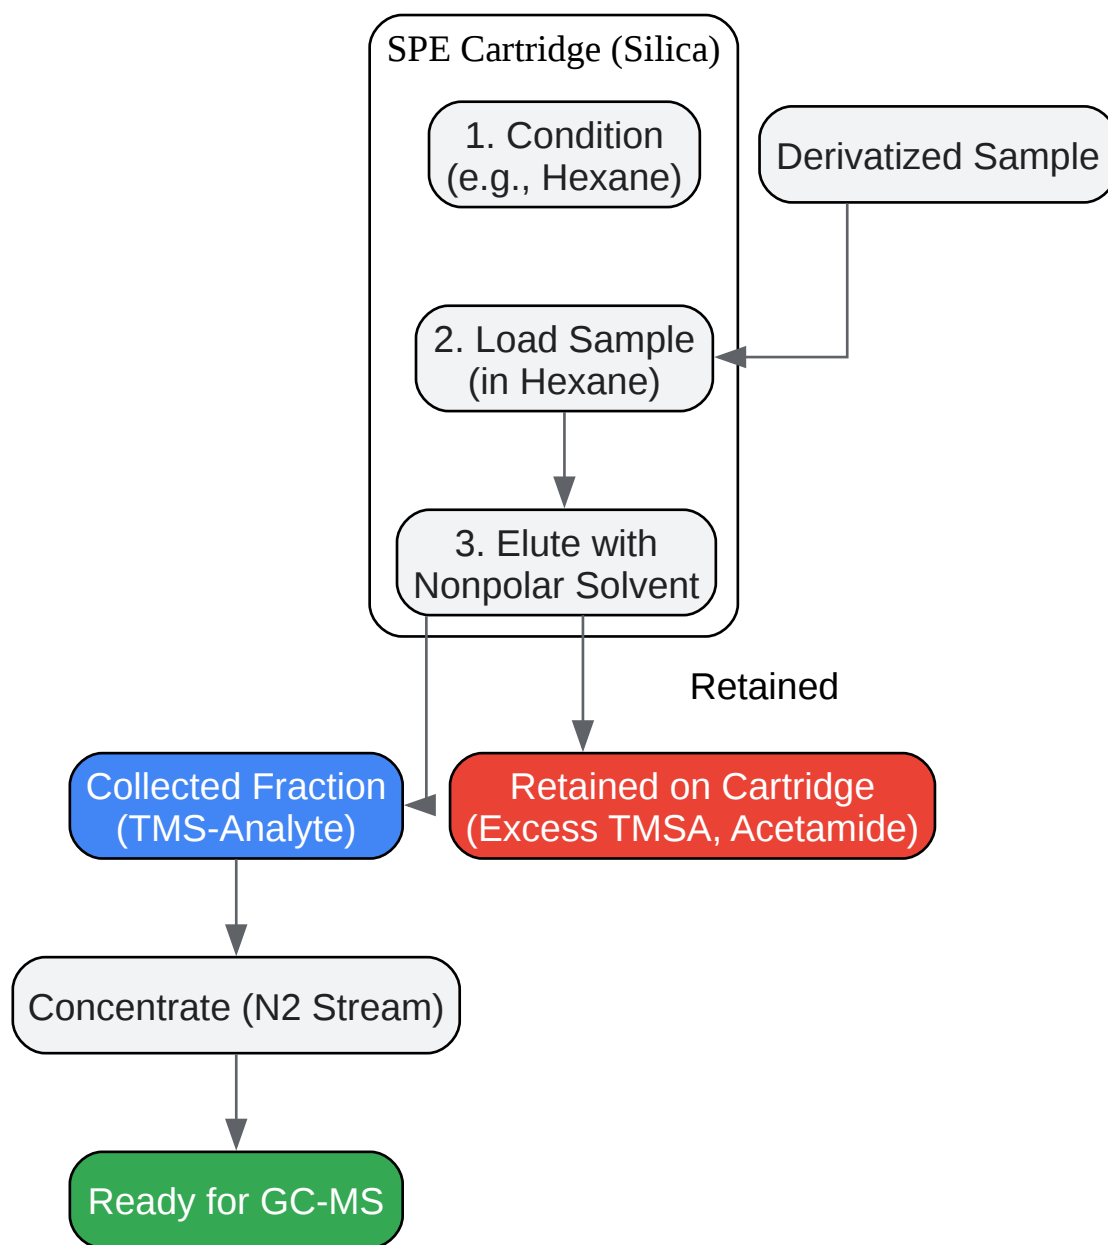 SPE Cartridge (Silica)
1. Condition
(e.g., Hexane)
Derivatized Sample
2. Load Sample
(in Hexane)
3. Elute with
Nonpolar Solvent
Retained
Collected Fraction
(TMS-Analyte)
Retained on Cartridge
(Excess TMSA, Acetamide)
Concentrate (N2 Stream)
Ready for GC-MS